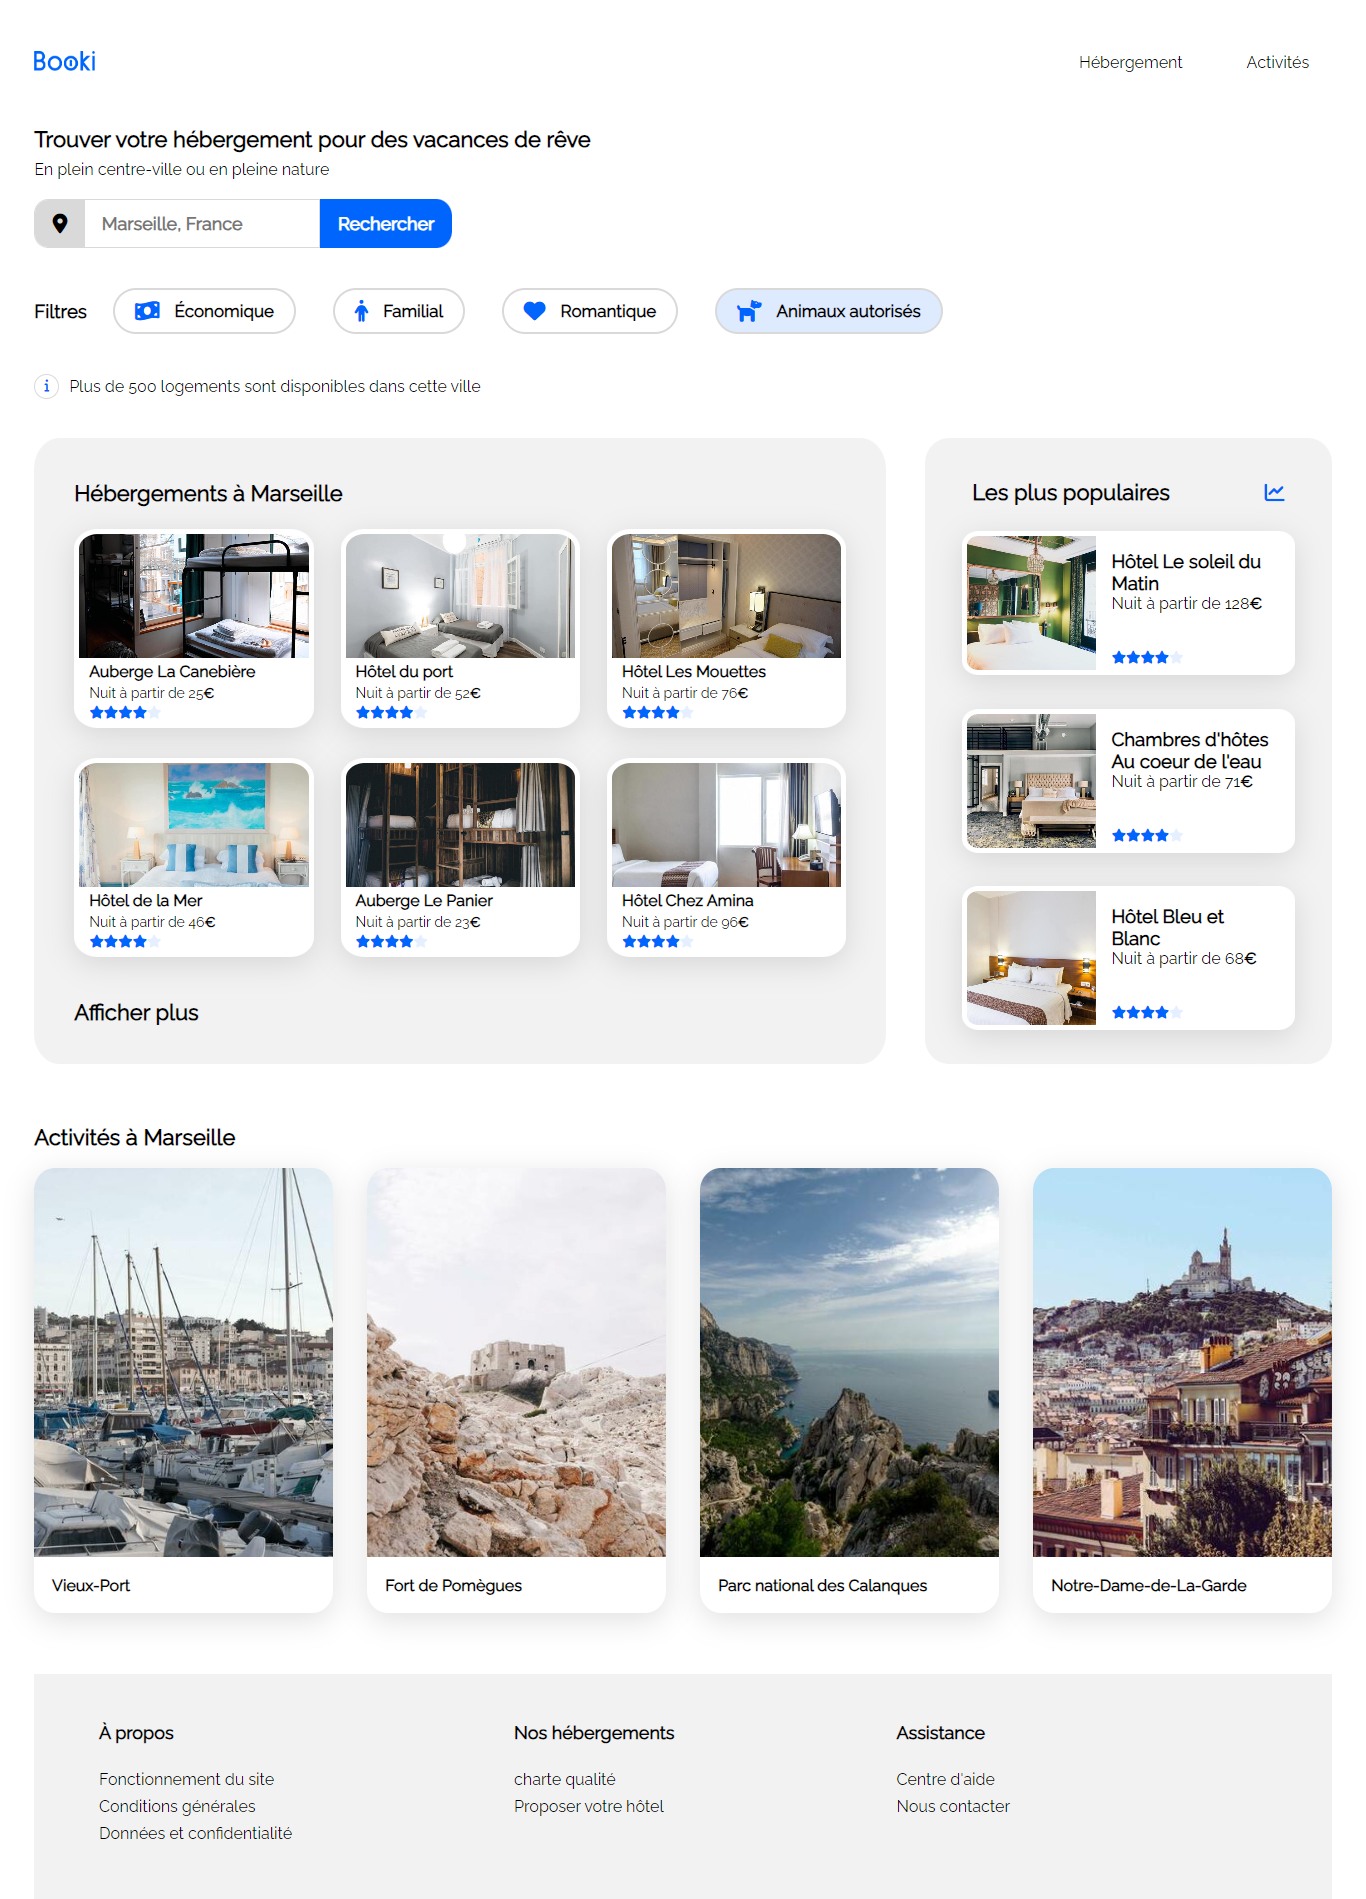 Booki
Hébergement
Activités
Trouver votre hébergement pour des vacances de rêve
En plein centre-ville ou en pleine nature
Marseille, France
Rechercher
Filtres
Économique
Familial
Romantique
Animaux autorisés
Plus de 500 logements sont disponibles dans cette ville
Hébergements à Marseille
Auberge La Canebière
Nuit à partir de 25€
Hôtel du port
Nuit à partir de 52€
Hôtel Les Mouettes
Nuit à partir de 76€
Hôtel de la Mer
Nuit à partir de 46€
Auberge Le Panier
Nuit à partir de 23€
Hôtel Chez Amina
Nuit à partir de 96€
Afficher plus
Les plus populaires
Hôtel Le soleil du
Matin
Nuit à partir de 128€
Chambres d'hôtes
Au coeur de l'eau
Nuit à partir de 71€
Hôtel Bleu et
Blanc
Nuit à partir de 68€
Activités à Marseille
Vieux-Port
Fort de Pomègues
Parc national des Calanques
Notre-Dame-de-La-Garde
À propos
Fonctionnement du site
Conditions générales
Données et confidentialité
Nos hébergements
charte qualité
Proposer votre hôtel
Assistance
Centre d'aide
Nous contacter